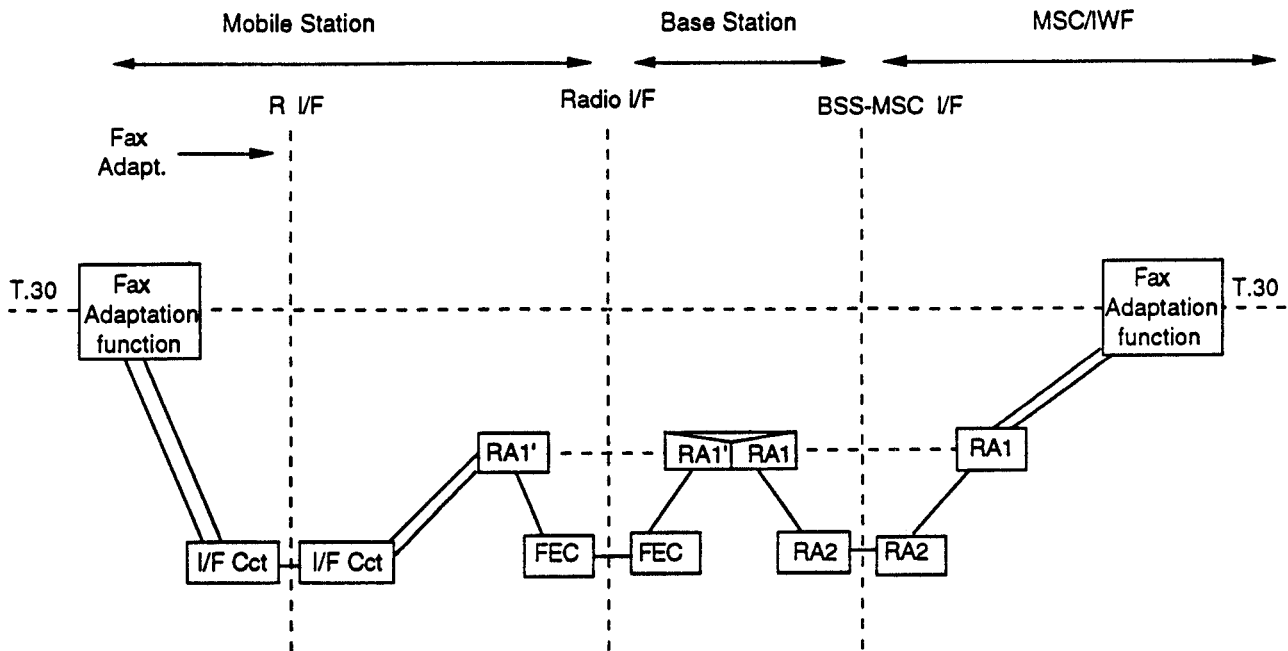 Mobile Station
Base Station
MSC/IWF
R I/F
Radio I/F
BSS-MSC I/F
Fax
Adapt.
T.30
Fax
Adaptation
function
Fax
Adaptation
function
T.30
RA1'
RA1'
RA1
RA1
I/F Cct
I/F Cct
FEC
FEC
RA2
RA2